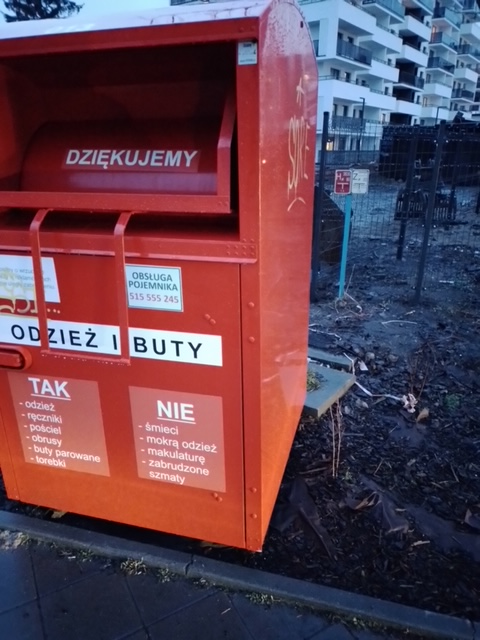 DZIĘKUJEMY
OBSŁUGA
POJEMNIKA
515 555 245
ODZIEŻ I BUTY
TAK
- odzież
- ręczniki
- pościel
- obrusy
- buty parowane
- torebki
NIE
- śmieci
- mokrą odzież
- makulaturę
- zabrudzone
szmaty